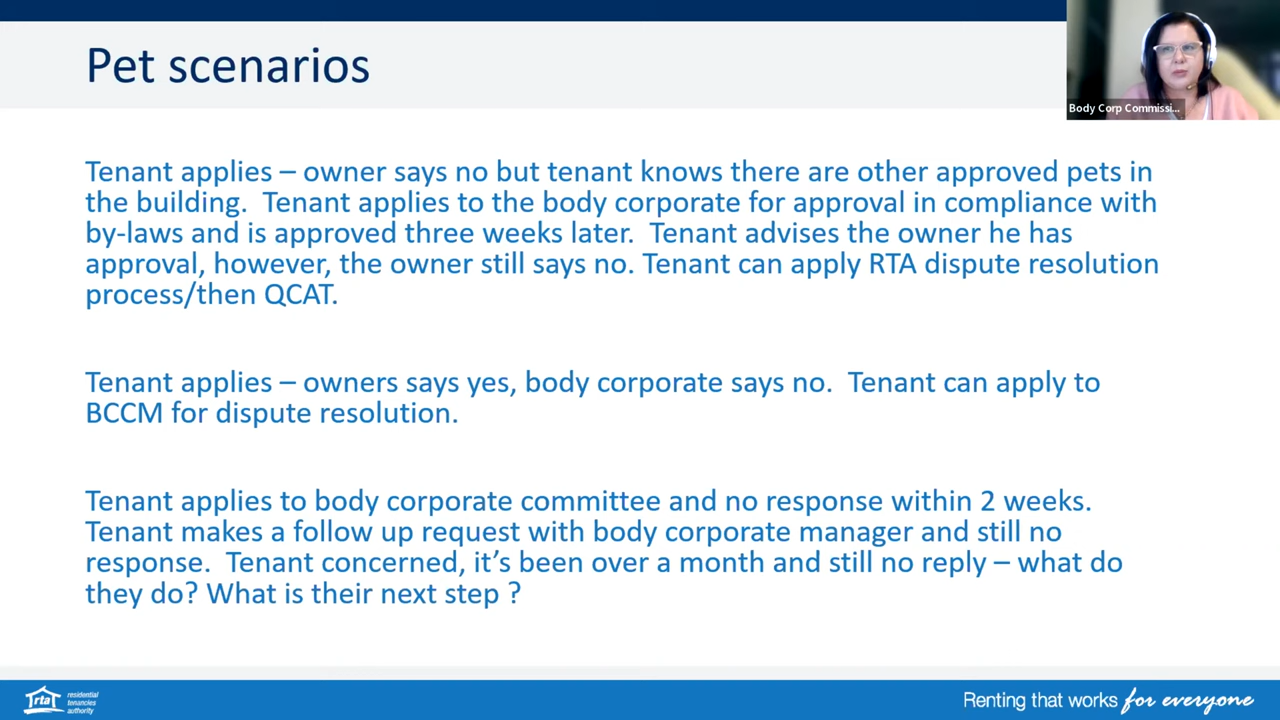 Pet scenarios
Body Corp Commissi...
Tenant applies – owner says no but tenant knows there are other approved pets in
the building.  Tenant applies to the body corporate for approval in compliance with
by-laws and is approved three weeks later.  Tenant advises the owner he has
approval, however, the owner still says no. Tenant can apply RTA dispute resolution
process/then QCAT.
Tenant applies – owners says yes, body corporate says no.  Tenant can apply to
BCCM for dispute resolution.
Tenant applies to body corporate committee and no response within 2 weeks.
Tenant makes a follow up request with body corporate manager and still no
response.  Tenant concerned, it's been over a month and still no reply – what do
they do? What is their next step ?
rta
residential
tenancies
authority
Renting that works for everyone